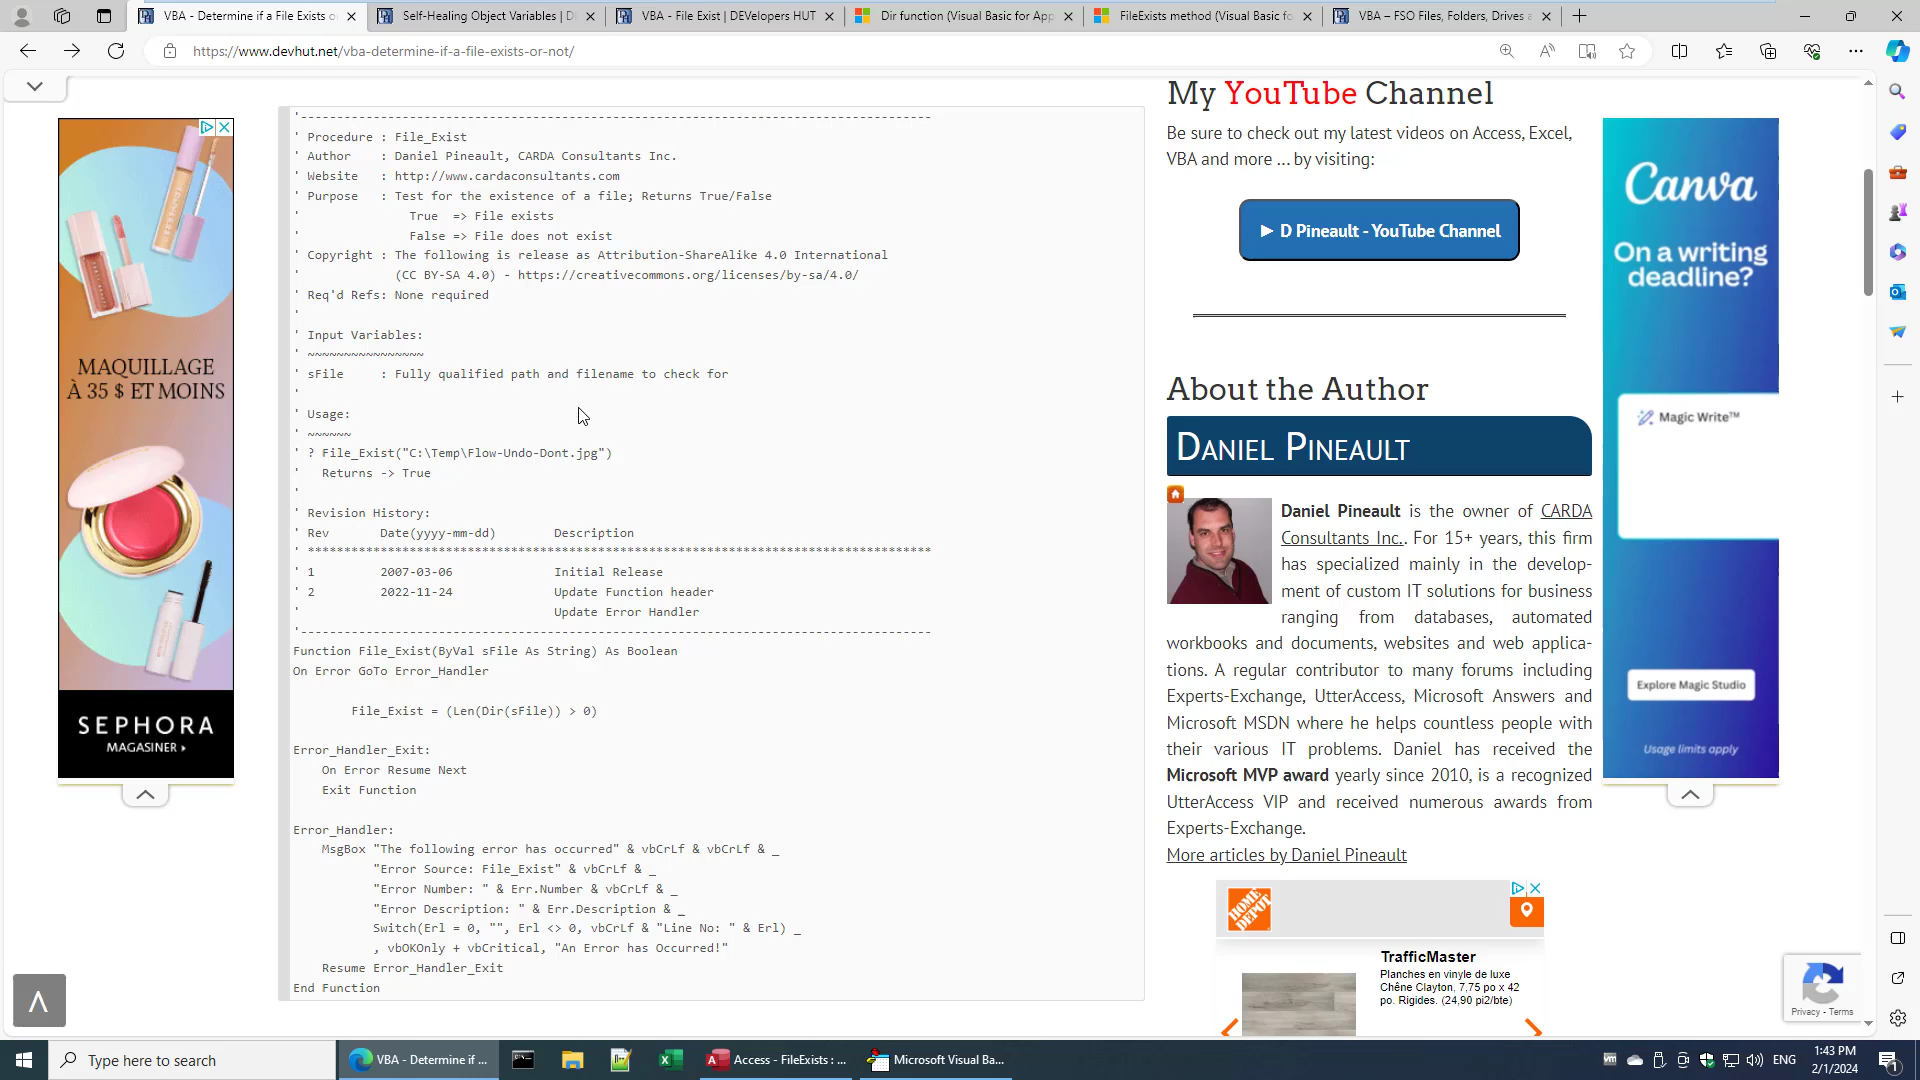 VBA - Determine if a File Exists or
Self-Healing Object Variables | DE
VBA - File Exist | DEVelopers HUT
Dir function (Visual Basic for App
FileExists method (Visual Basic fo
VBA – FSO Files, Folders, Drives a
https://www.devhut.net/vba-determine-if-a-file-exists-or-not/
MAQUILLAGE
À 35 $ ET MOINS
SEPHORA
MAGASINER
'---------------------------------------------------------------------------------------
' Procedure : File_Exist
' Author    : Daniel Pineault, CARDA Consultants Inc.
' Website   : http://www.cardaconsultants.com
' Purpose   : Test for the existence of a file; Returns True/False
'               True  => File exists
'               False => File does not exist
' Copyright : The following is release as Attribution-ShareAlike 4.0 International
'             (CC BY-SA 4.0) - https://creativecommons.org/licenses/by-sa/4.0/
' Req'd Refs: None required
'
' Input Variables:
' ~~~~~~~~~~~~~~~~
' sFile     : Fully qualified path and filename to check for
'
' Usage:
' ~~~~~~
' ? File_Exist("C:\Temp\Flow-Undo-Dont.jpg")
'   Returns -> True
'
' Revision History:
' Rev       Date(yyyy-mm-dd)        Description
' **************************************************************************************
' 1         2007-03-06              Initial Release
' 2         2022-11-24              Update Function header
'                                   Update Error Handler
'---------------------------------------------------------------------------------------
Function File_Exist(ByVal sFile As String) As Boolean
On Error GoTo Error_Handler
File_Exist = (Len(Dir(sFile)) > 0)
Error_Handler_Exit:
On Error Resume Next
Exit Function
Error_Handler:
MsgBox "The following error has occurred" & vbCrLf & vbCrLf & _
"Error Source: File_Exist" & vbCrLf & _
"Error Number: " & Err.Number & vbCrLf & _
"Error Description: " & Err.Description & _
Switch(Erl = 0, "", Erl <> 0, vbCrLf & "Line No: " & Erl) _
, vbOKOnly + vbCritical, "An Error has Occurred!"
Resume Error_Handler_Exit
End Function
My YouTube Channel
Be sure to check out my latest videos on Access, Excel,
VBA and more ... by visiting:
► D Pineault - YouTube Channel
About the Author
DANIEL PINEAULT
Daniel Pineault is the owner of CARDA
Consultants Inc.. For 15+ years, this firm
has specialized mainly in the develop-
ment of custom IT solutions for business
ranging from databases, automated
workbooks and documents, websites and web applica-
tions. A regular contributor to many forums including
Experts-Exchange, UtterAccess, Microsoft Answers and
Microsoft MSDN where he helps countless people with
their various IT problems. Daniel has received the
Microsoft MVP award yearly since 2010, is a recognized
UtterAccess VIP and received numerous awards from
Experts-Exchange.
More articles by Daniel Pineault
THE HOME DEPOT
TrafficMaster
Planches en vinyle de luxe
Chêne Clayton, 7,75 po x 42
po. Rigides. (24,90 pi2/bte)
Canva
On a writing
deadline?
Magic Write™
Explore Magic Studio
Usage limits apply
Privacy - Terms
Type here to search
VBA - Determine if ...
Access - FileExists : ...
Microsoft Visual Ba...
ENG
1:43 PM
2/1/2024
1